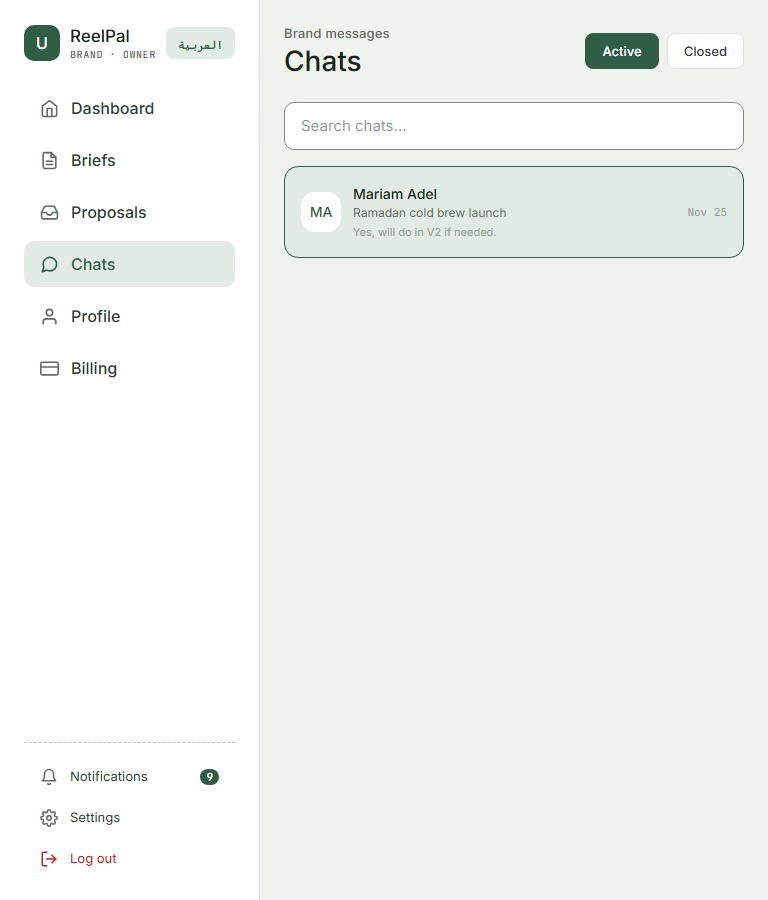 U
ReelPal
BRAND · OWNER
العربية
Dashboard
Briefs
Proposals
Chats
Profile
Billing
Notifications
9
Settings
Log out
Brand messages
Chats
Active
Closed
Search chats...
MA
Mariam Adel
Ramadan cold brew launch
Yes, will do in V2 if needed.
Nov 25